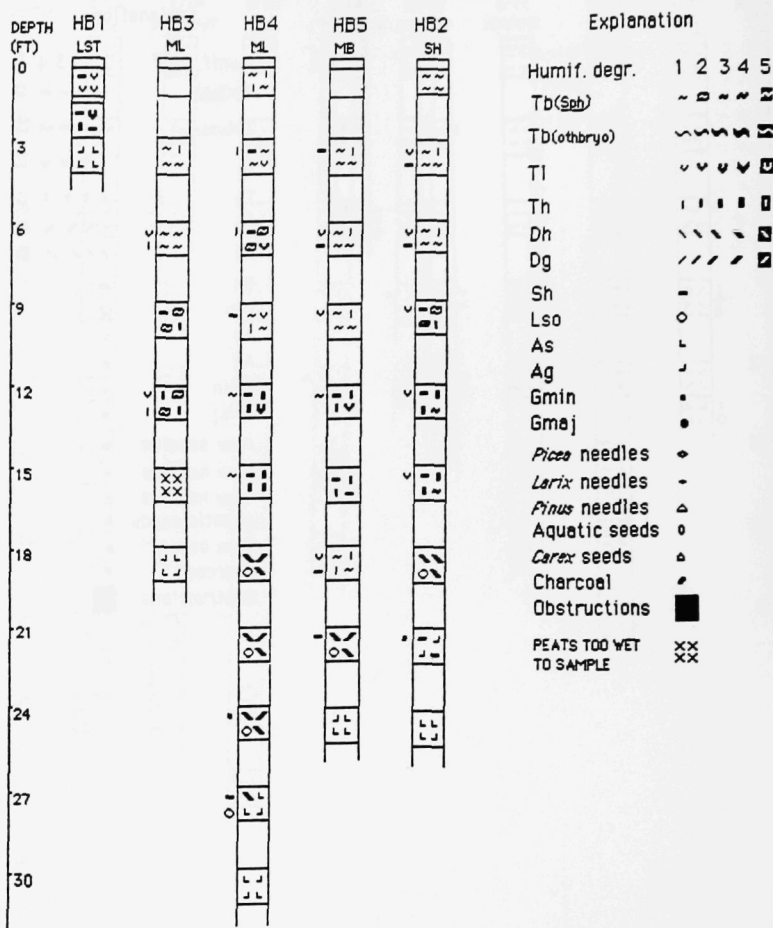 DEPTH HB1 HB3 HB4 HB5 HB2
(FT) LST ML ML MB SH
0
3
6
9
12
15
18
21
24
27
30
Explanation
Humif. degr. 1 2 3 4 5
Tb(Sph)
Tb(othbryo)
Tl
Th
Dh
Dg
Sh
Lso
As
Ag
Gmin
Gmaj
Picea needles
Larix needles
Pinus needles
Aquatic seeds
Carex seeds
Charcoal
Obstructions
PEATS TOO WET
TO SAMPLE